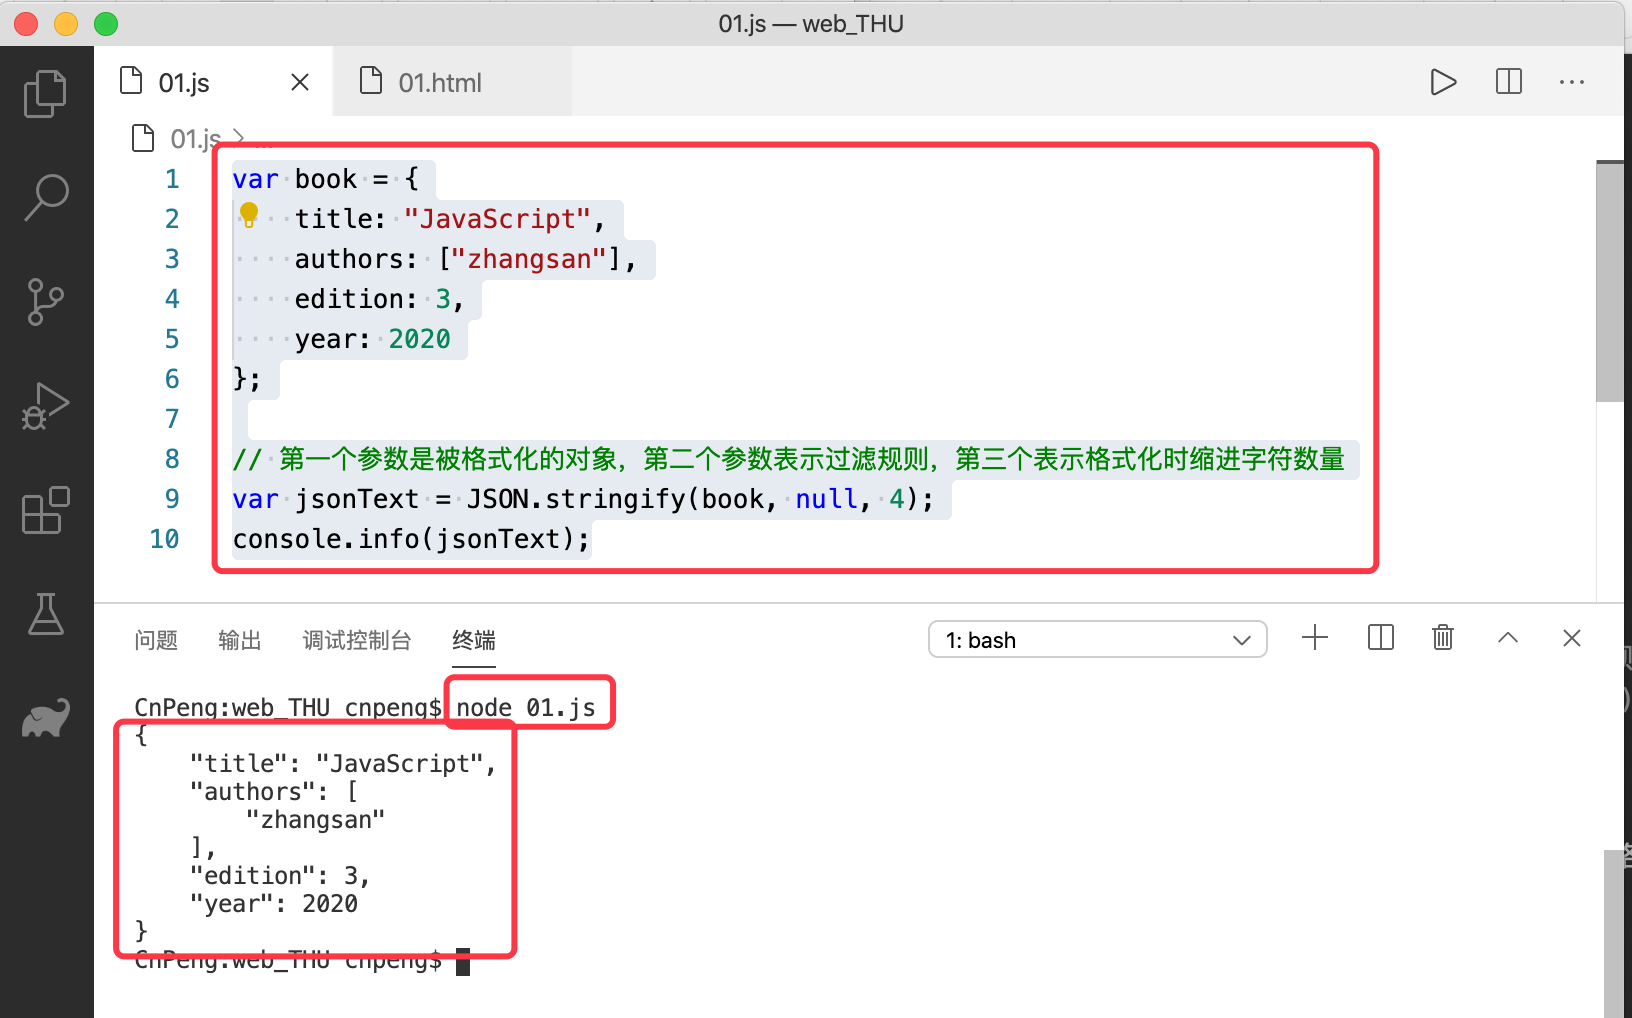 01.js — web_THU
01.js
01.html
01.js
1 var book = {
2 title: "JavaScript",
3 authors: ["zhangsan"],
4 edition: 3,
5 year: 2020
6 };
7
8 // 第一个参数是被格式化的对象，第二个参数表示过滤规则，第三个表示格式化时缩进字符数量
9 var jsonText = JSON.stringify(book, null, 4);
10 console.info(jsonText);
问题 输出 调试控制台 终端 1: bash
CnPeng:web_THU cnpeng$ node 01.js
{
"title": "JavaScript",
"authors": [
"zhangsan"
],
"edition": 3,
"year": 2020
}
CnPeng:web_THU cnpeng$